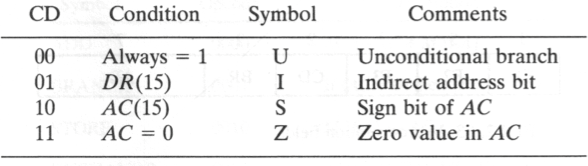 CD Condition Symbol Comments
00 Always = 1 U Unconditional branch
01 DR(15) I Indirect address bit
10 AC(15) S Sign bit of AC
11 AC = 0 Z Zero value in AC